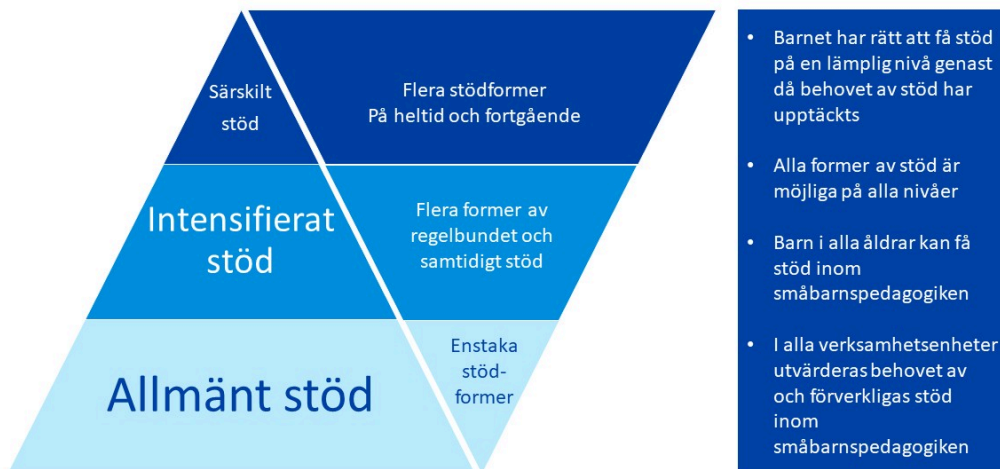 Särskilt
stöd
Flera stödformer
På heltid och fortgående
Intensifierat
stöd
Flera former av
regelbundet och
samtidigt stöd
Allmänt stöd
Enstaka
stöd-
former
• Barnet har rätt att få stöd
på en lämplig nivå genast
då behovet av stöd har
upptäckts
• Alla former av stöd är
möjliga på alla nivåer
• Barn i alla åldrar kan få
stöd inom
småbarnspedagogiken
• I alla verksamhetsenheter
utvärderas behovet av
och förverkligas stöd
inom
småbarnspedagogiken